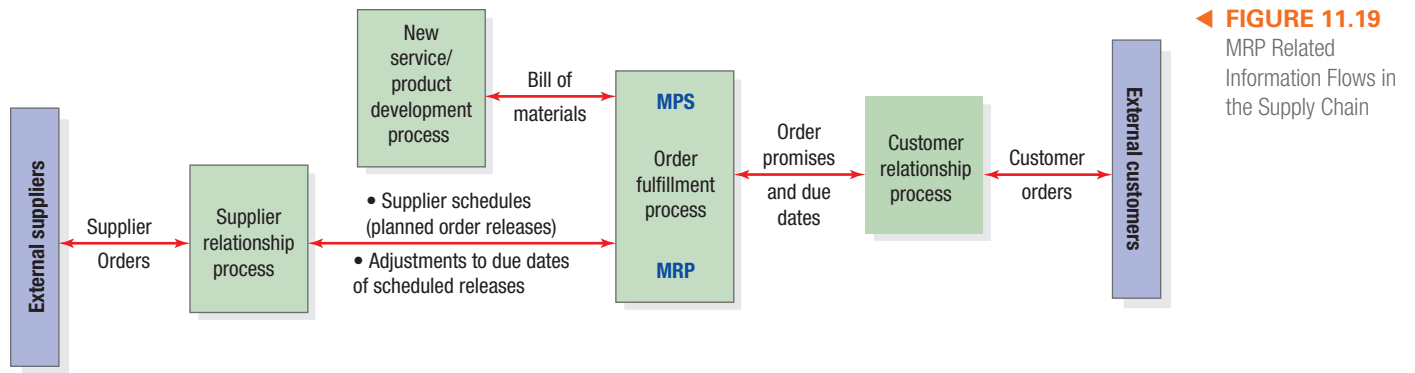 External suppliers
Supplier
Orders
Supplier
relationship
process
New
service/
product
development
process
Bill of
materials
• Supplier schedules
(planned order releases)
• Adjustments to due dates
of scheduled releases
MPS
Order
fulfillment
process
MRP
Order
promises
and due
dates
Customer
relationship
process
Customer
orders
External customers
◄ FIGURE 11.19
MRP Related
Information Flows in
the Supply Chain